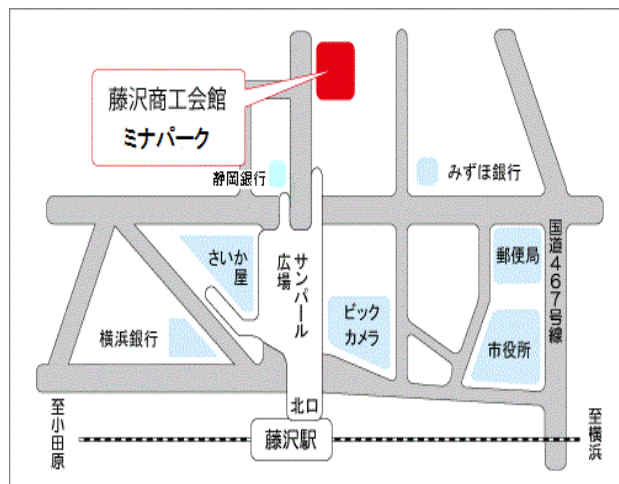 藤沢商工会館
ミナパーク
静岡銀行
みずほ銀行
さいか
屋
サンパール
広場
ビック
カメラ
郵便局
国道467号線
横浜銀行
市役所
北口
藤沢駅
至小田原
至横浜